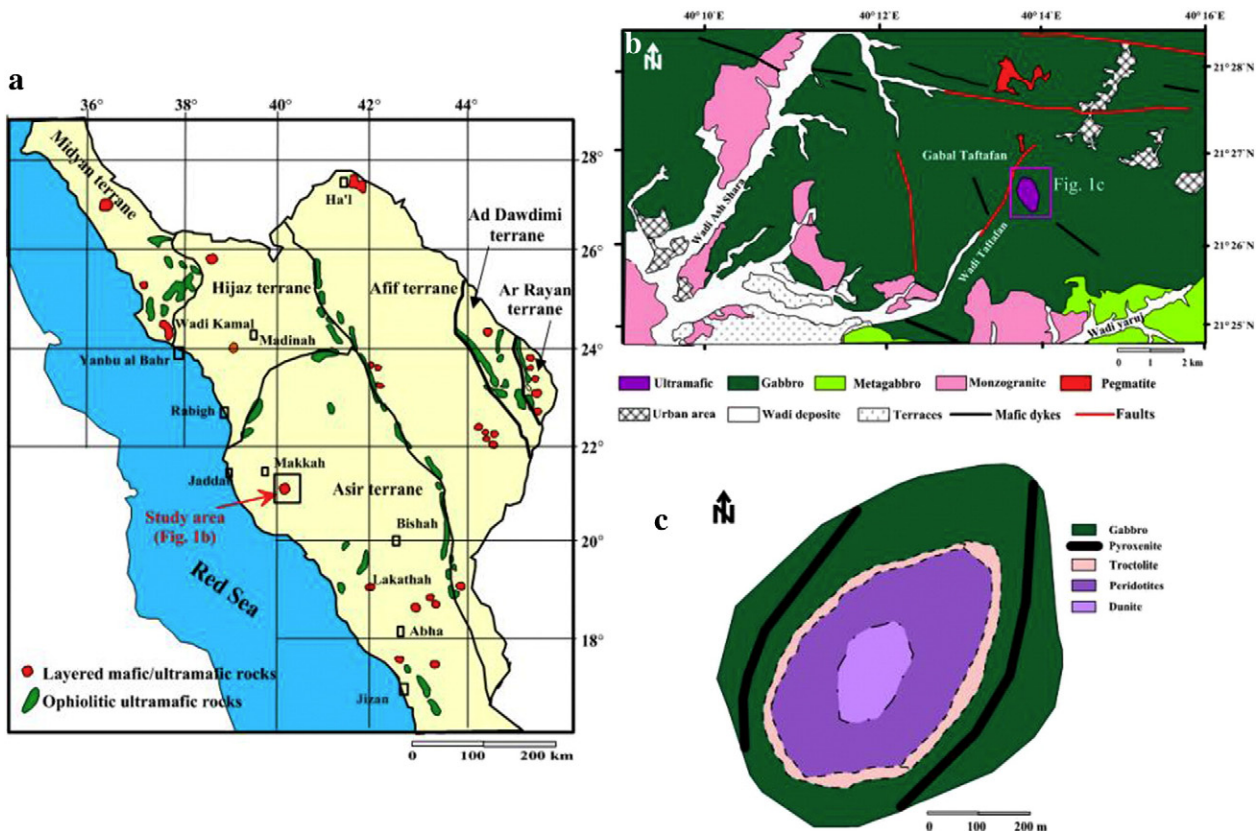 a
36°
38°
40°
42°
44°
28°
26°
24°
22°
20°
18°
Midyan terrane
Ha'l
Ad Dawdimi
terrane
Hijaz terrane
Afif terrane
Ar Rayan
terrane
Wadi Kamal
Madinah
Yanbu al Bahr
Rabigh
Jaddah
Makkah
Asir terrane
Study area
(Fig. 1b)
Bishah
Red Sea
Lakathah
Abha
Jizan
Layered mafic/ultramafic rocks
Ophiolitic ultramafic rocks
0 100 200 km
b
N
40°10'E
40°12'E
40°14'E
40°16'E
21°28'N
21°27'N
21°26'N
21°25'N
Gabal Taftafan
Fig. 1c
Wadi Ash Shara
Wadi Taftafan
Wadi yaruj
0 1 2 km
Ultramafic
Gabbro
Metagabbro
Monzogranite
Pegmatite
Urban area
Wadi deposite
Terraces
Mafic dykes
Faults
c
N
Gabbro
Pyroxenite
Troctolite
Peridotites
Dunite
0 100 200 m